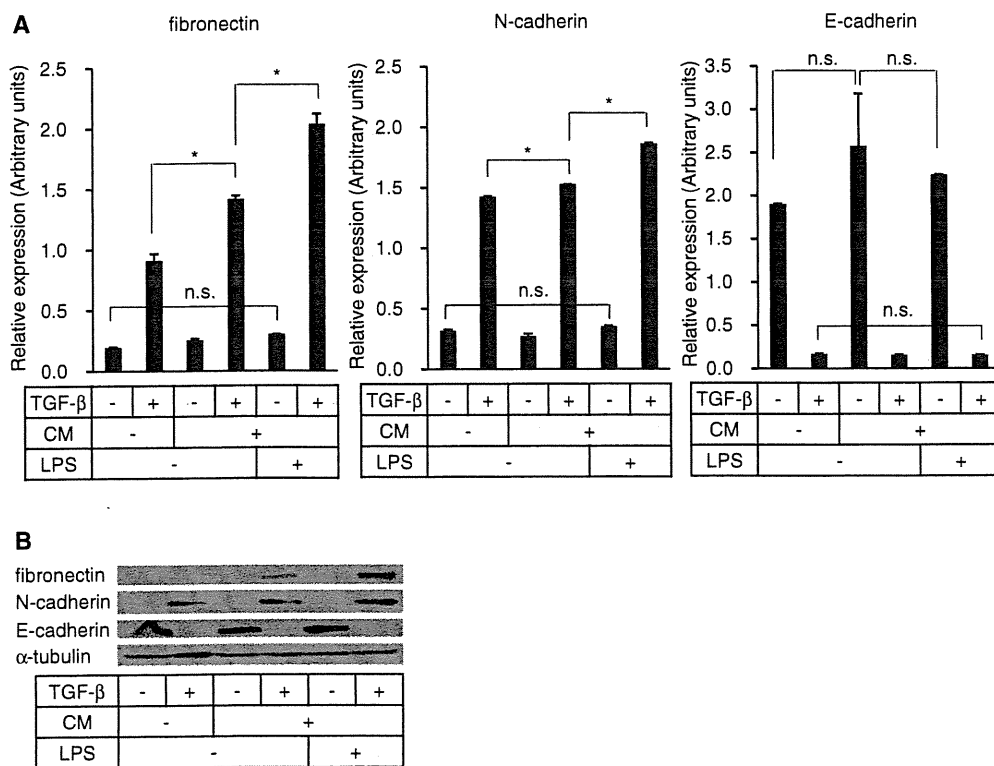 A
fibronectin
N-cadherin
E-cadherin
Relative expression (Arbitrary units)
2.5
2.0
1.5
1.0
0.5
0.0
*
*
n.s.
TGF-β - + - + - +
CM - +
LPS - +
Relative expression (Arbitrary units)
2.5
2.0
1.5
1.0
0.5
0.0
*
*
n.s.
TGF-β - + - + - +
CM - +
LPS - +
Relative expression (Arbitrary units)
3.5
3.0
2.5
2.0
1.5
1.0
0.5
0.0
n.s.
n.s.
n.s.
TGF-β - + - + - +
CM - +
LPS - +
B
fibronectin
N-cadherin
E-cadherin
α-tubulin
TGF-β - + - + - +
CM - +
LPS - +